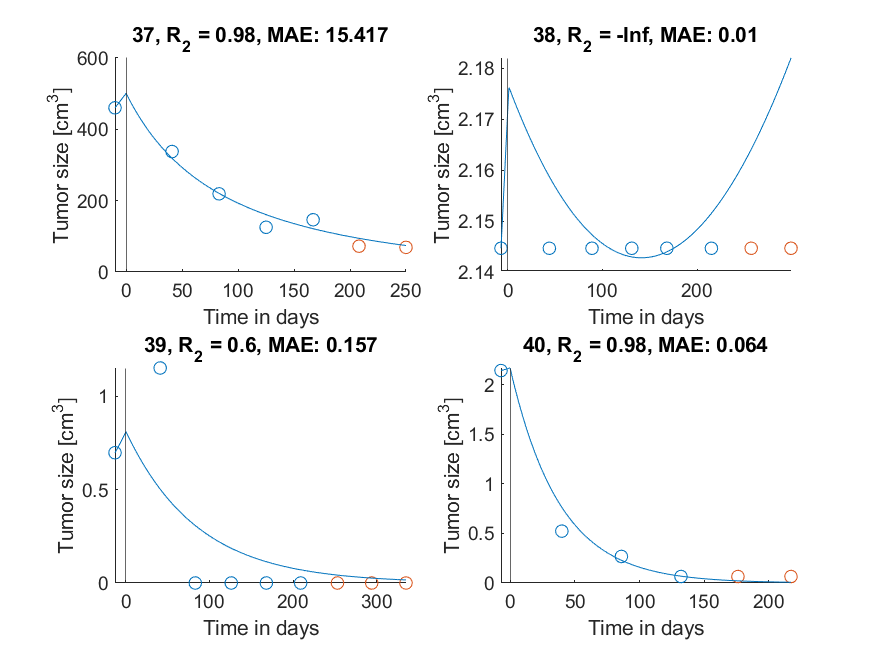 37, R2 = 0.98, MAE: 15.417
600
400
200
0
Tumor size [cm3]
0 50 100 150 200 250
Time in days
38, R2 = -Inf, MAE: 0.01
2.18
2.17
2.16
2.15
2.14
Tumor size [cm3]
0 100 200
Time in days
39, R2 = 0.6, MAE: 0.157
1
0.5
0
Tumor size [cm3]
0 100 200 300
Time in days
40, R2 = 0.98, MAE: 0.064
2
1.5
1
0.5
0
Tumor size [cm3]
0 50 100 150 200
Time in days